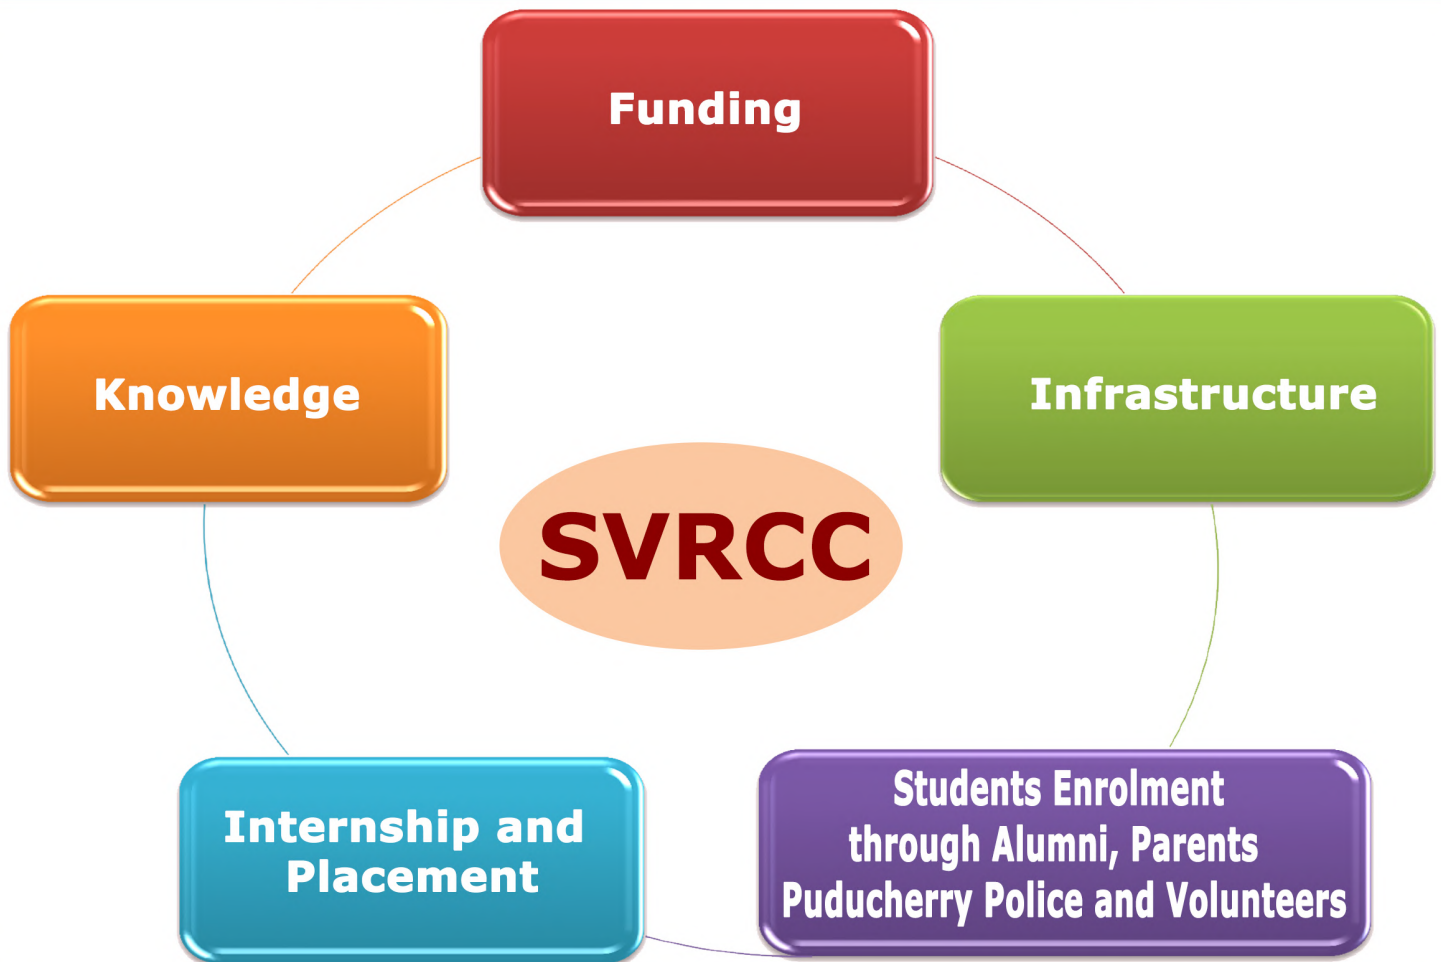 Funding
Knowledge
Infrastructure
SVRCC
Internship and
Placement
Students Enrolment
through Alumni, Parents
Puducherry Police and Volunteers